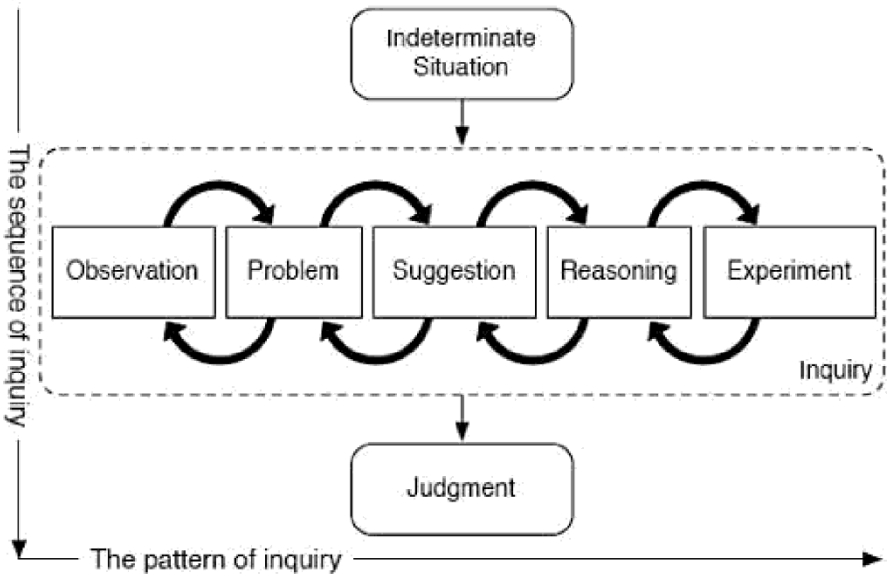 Indeterminate
Situation
The sequence of inquiry
Observation
Problem
Suggestion
Reasoning
Experiment
Inquiry
Judgment
The pattern of inquiry